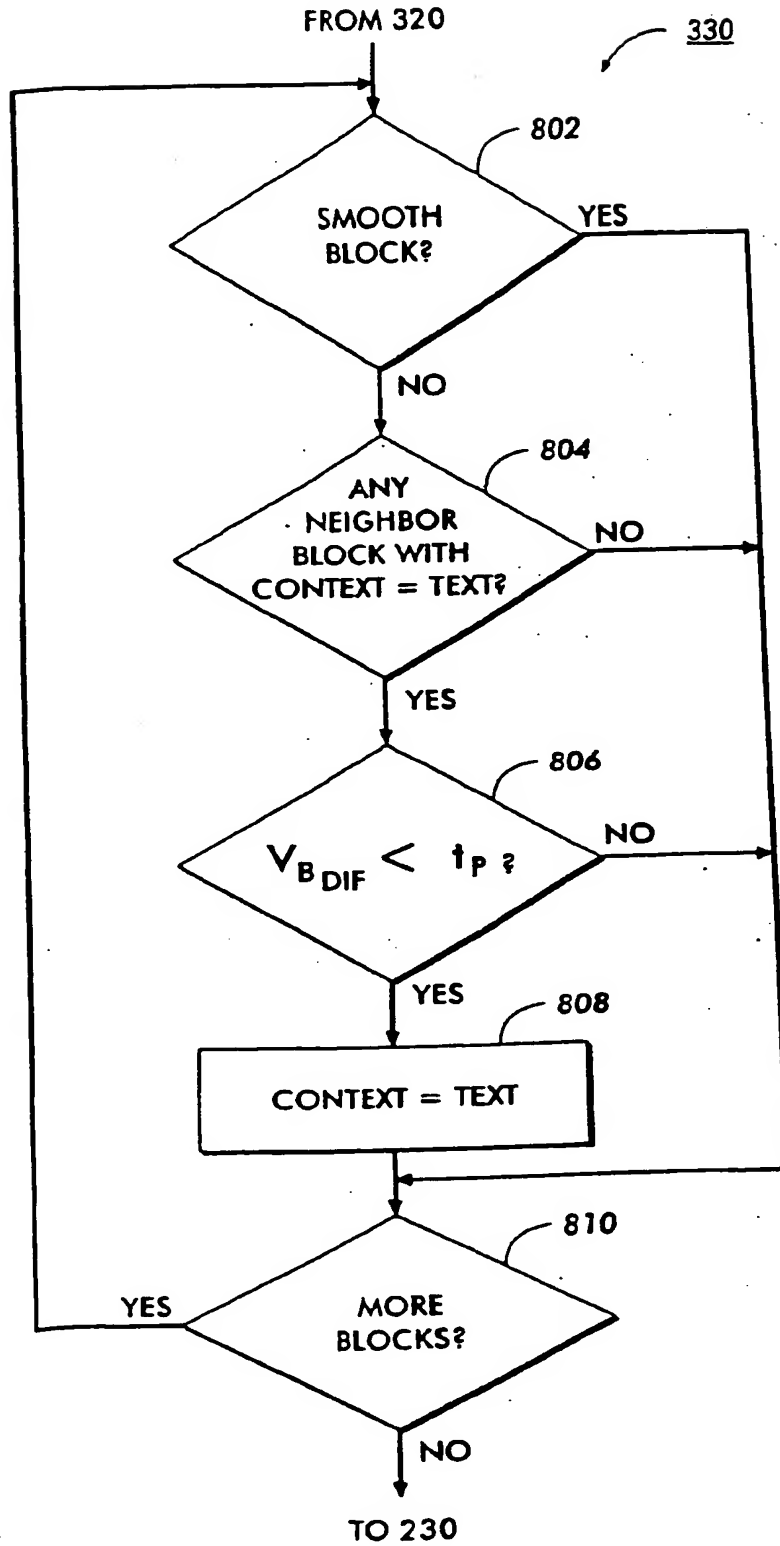 FROM 320
330
802
SMOOTH
BLOCK?
YES
NO
804
ANY
NEIGHBOR
BLOCK WITH
CONTEXT = TEXT?
NO
YES
806
V_B DIF < t_P ?
NO
YES
808
CONTEXT = TEXT
810
YES
MORE
BLOCKS?
NO
TO 230